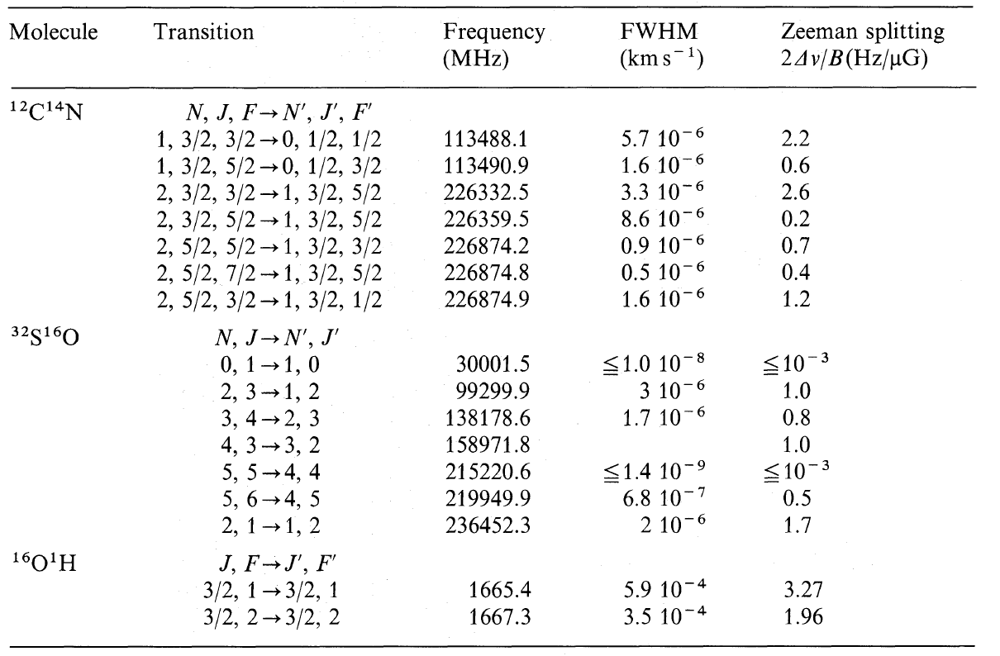 Molecule Transition Frequency FWHM Zeeman splitting
(MHz) (km s⁻¹) 2Δν/B(Hz/μG)
¹²C¹⁴N N, J, F→N′, J′, F′
1, 3/2, 3/2→0, 1/2, 1/2 113488.1 5.7 10⁻⁶ 2.2
1, 3/2, 5/2→0, 1/2, 3/2 113490.9 1.6 10⁻⁶ 0.6
2, 3/2, 3/2→1, 3/2, 5/2 226332.5 3.3 10⁻⁶ 2.6
2, 3/2, 5/2→1, 3/2, 5/2 226359.5 8.6 10⁻⁶ 0.2
2, 5/2, 5/2→1, 3/2, 3/2 226874.2 0.9 10⁻⁶ 0.7
2, 5/2, 7/2→1, 3/2, 5/2 226874.8 0.5 10⁻⁶ 0.4
2, 5/2, 3/2→1, 3/2, 1/2 226874.9 1.6 10⁻⁶ 1.2
³²S¹⁶O N, J→N′, J′
0, 1→1, 0 30001.5 ≦1.0 10⁻⁸ ≦10⁻³
2, 3→1, 2 99299.9 3 10⁻⁶ 1.0
3, 4→2, 3 138178.6 1.7 10⁻⁶ 0.8
4, 3→3, 2 158971.8 1.0
5, 5→4, 4 215220.6 ≦1.4 10⁻⁹ ≦10⁻³
5, 6→4, 5 219949.9 6.8 10⁻⁷ 0.5
2, 1→1, 2 236452.3 2 10⁻⁶ 1.7
¹⁶O¹H J, F→J′, F′
3/2, 1→3/2, 1 1665.4 5.9 10⁻⁴ 3.27
3/2, 2→3/2, 2 1667.3 3.5 10⁻⁴ 1.96